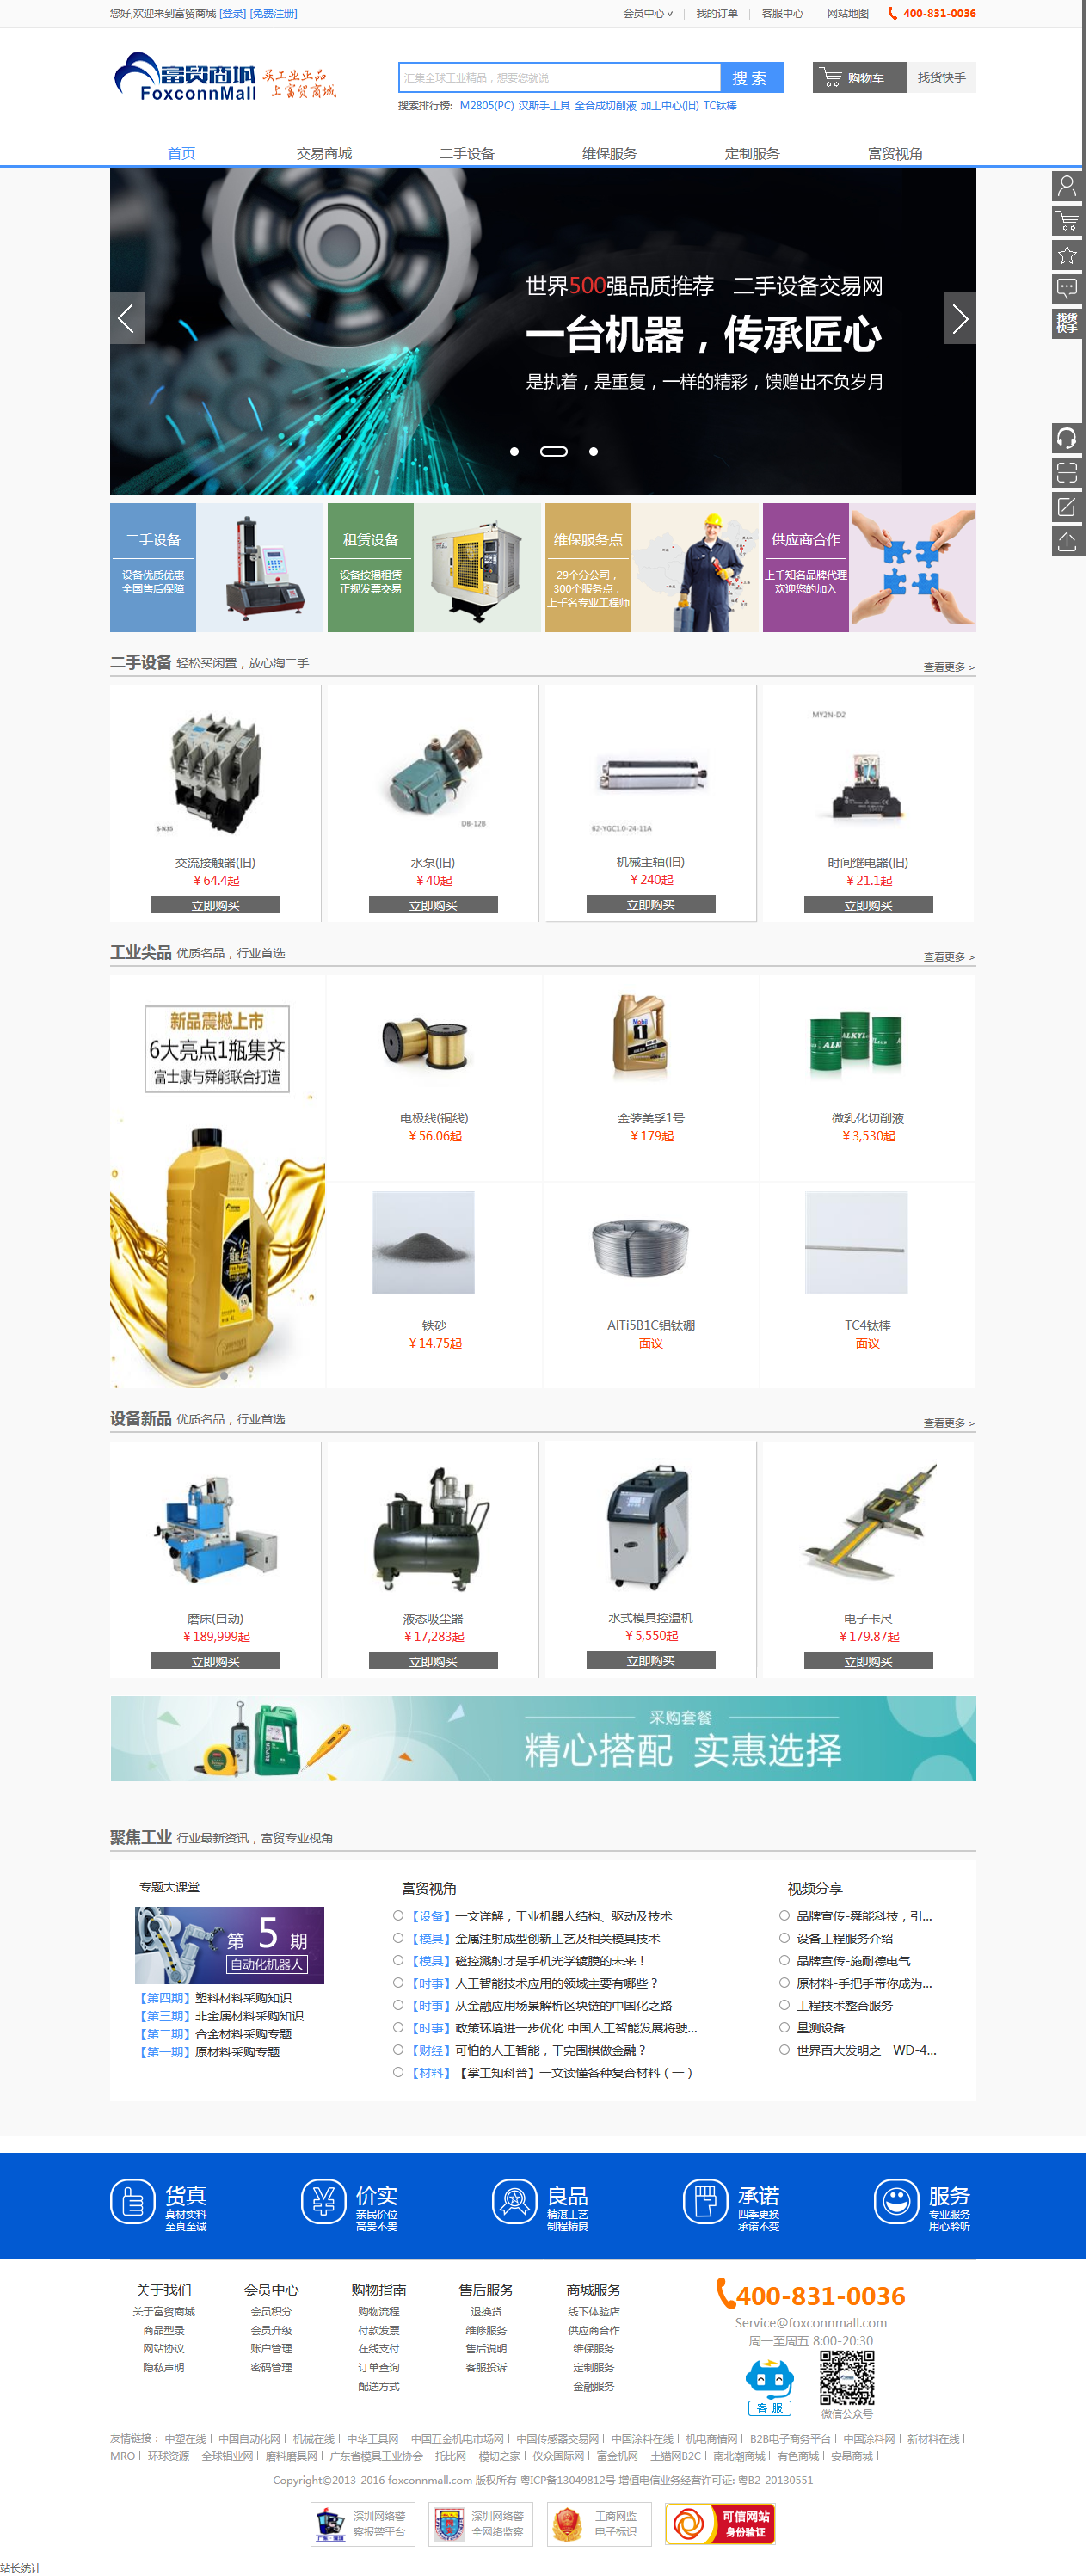 您好,欢迎来到富贸商城 [登录] [免费注册]
会员中心 | 我的订单 | 客服中心 | 网站地图 400-831-0036
富贸商城 买工业正品
FoxconnMall 上富贸商城
汇集全球工业精品，想要您就说 搜 索 购物车 找货快手
搜索排行榜: M2805(PC) 汉斯手工具 全合成切削液 加工中心(旧) TC钛棒
首页 交易商城 二手设备 维保服务 定制服务 富贸视角
世界500强品质推荐 二手设备交易网
一台机器，传承匠心
是执着，是重复，一样的精彩，馈赠出不负岁月
找货
快手
二手设备
设备优质优惠
全国售后保障
租赁设备
设备按揭租赁
正规发票交易
维保服务点
29个分公司，
300个服务点，
上千名专业工程师
供应商合作
上千知名品牌代理
欢迎您的加入
二手设备 轻松买闲置，放心淘二手 查看更多 >
S-N35
DB-12B
62-YGC1.0-24-11A
MY2N-D2
交流接触器(旧) 水泵(旧) 机械主轴(旧) 时间继电器(旧)
￥64.4起 ￥40起 ￥240起 ￥21.1起
立即购买 立即购买 立即购买 立即购买
工业尖品 优质名品，行业首选 查看更多 >
新品震撼上市
6大亮点1瓶集齐
富士康与舜能联合打造
Mobil
1
ALKYL
电极线(铜线) 金装美孚1号 微乳化切削液
￥56.06起 ￥179起 ￥3,530起
铁砂 AlTi5B1C铝钛硼 TC4钛棒
￥14.75起 面议 面议
设备新品 优质名品，行业首选 查看更多 >
磨床(自动) 液态吸尘器 水式模具控温机 电子卡尺
￥189,999起 ￥17,283起 ￥5,550起 ￥179.87起
立即购买 立即购买 立即购买 立即购买
采购套餐
精心搭配 实惠选择
聚焦工业 行业最新资讯，富贸专业视角
专题大课堂
第 5 期
自动化机器人
【第四期】塑料材料采购知识
【第三期】非金属材料采购知识
【第二期】合金材料采购专题
【第一期】原材料采购专题
富贸视角
【设备】一文详解，工业机器人结构、驱动及技术
【模具】金属注射成型创新工艺及相关模具技术
【模具】磁控溅射才是手机光学镀膜的未来！
【时事】人工智能技术应用的领域主要有哪些？
【时事】从金融应用场景解析区块链的中国化之路
【时事】政策环境进一步优化 中国人工智能发展将驶...
【财经】可怕的人工智能，干完围棋做金融？
【材料】【掌工知科普】一文读懂各种复合材料（一）
视频分享
品牌宣传-舜能科技，引...
设备工程服务介绍
品牌宣传-施耐德电气
原材料-手把手带你成为...
工程技术整合服务
量测设备
世界百大发明之一WD-4...
货真
真材实料
至真至诚
价实
亲民价位
高贵不贵
良品
精湛工艺
制程精良
承诺
四季更换
承诺不变
服务
专业服务
用心聆听
关于我们
关于富贸商城
商品型录
网站协议
隐私声明
会员中心
会员积分
会员升级
账户管理
密码管理
购物指南
购物流程
付款发票
在线支付
订单查询
配送方式
售后服务
退换货
维修服务
售后说明
客服投诉
商城服务
线下体验店
供应商合作
维保服务
定制服务
金融服务
400-831-0036
Service@foxconnmall.com
周一至周五 8:00-20:30
客 服
微信公众号
友情链接： 中塑在线 | 中国自动化网 | 机械在线 | 中华工具网 | 中国五金机电市场网 | 中国传感器交易网 | 中国涂料在线 | 机电商情网 | B2B电子商务平台 | 中国涂料网 | 新材料在线 |
MRO | 环球资源 | 全球铝业网 | 磨料磨具网 | 广东省模具工业协会 | 托比网 | 模切之家 | 仪众国际网 | 富金机网 | 土猫网B2C | 南北潮商城 | 有色商城 | 安昂商城 |
Copyright©2013-2016 foxconnmall.com 版权所有 粤ICP备13049812号 增值电信业务经营许可证: 粤B2-20130551
深圳网络警
察报警平台
深圳网络警
全网络监察
工商网监
电子标识
可信网站
身份验证
站长统计